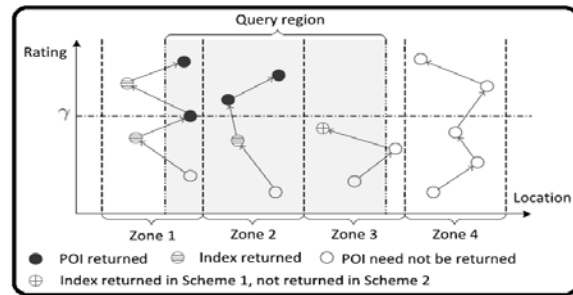 Query region
Rating
γ
Location
Zone 1 Zone 2 Zone 3 Zone 4
POI returned Index returned POI need not be returned
Index returned in Scheme 1, not returned in Scheme 2